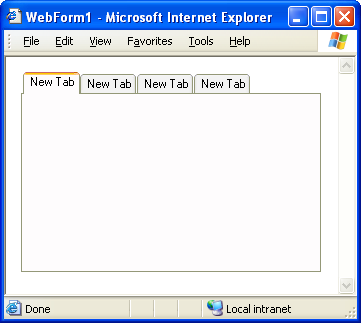 WebForm1 - Microsoft Internet Explorer
File Edit View Favorites Tools Help
New Tab New Tab New Tab New Tab
Done Local intranet